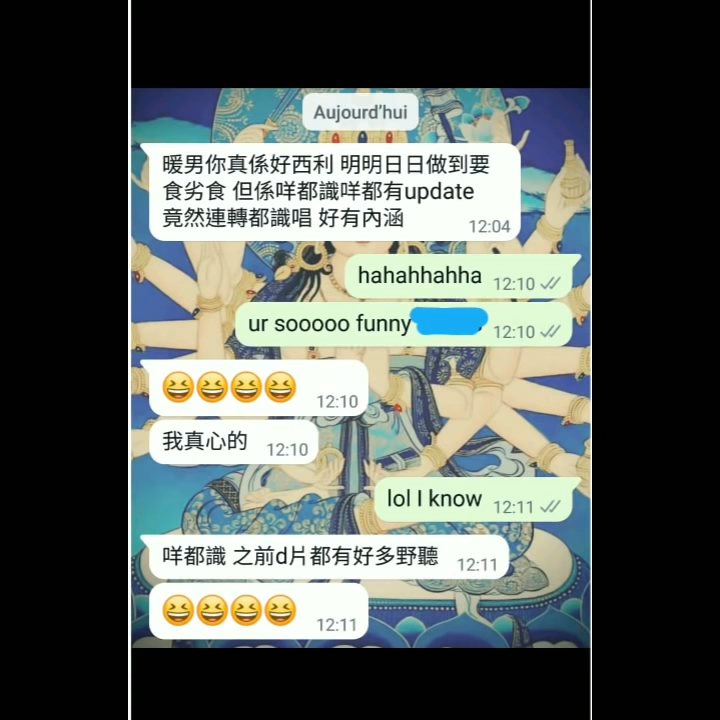 Aujourd'hui
暖男你真係好西利 明明日日做到要
食劣食 但係咩都識咩都有update
竟然連轉都識唱 好有內涵
12:04
hahahhahha 12:10
ur sooooo funny 12:10
😆😆😆😆 12:10
我真心的 12:10
lol I know 12:11
咩都識 之前d片都有好多野聽 12:11
😆😆😆😆 12:11